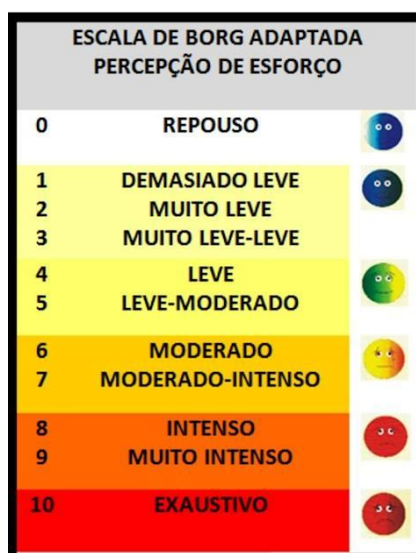 ESCALA DE BORG ADAPTADA
PERCEPÇÃO DE ESFORÇO
0 REPOUSO
1 DEMASIADO LEVE
2 MUITO LEVE
3 MUITO LEVE-LEVE
4 LEVE
5 LEVE-MODERADO
6 MODERADO
7 MODERADO-INTENSO
8 INTENSO
9 MUITO INTENSO
10 EXAUSTIVO